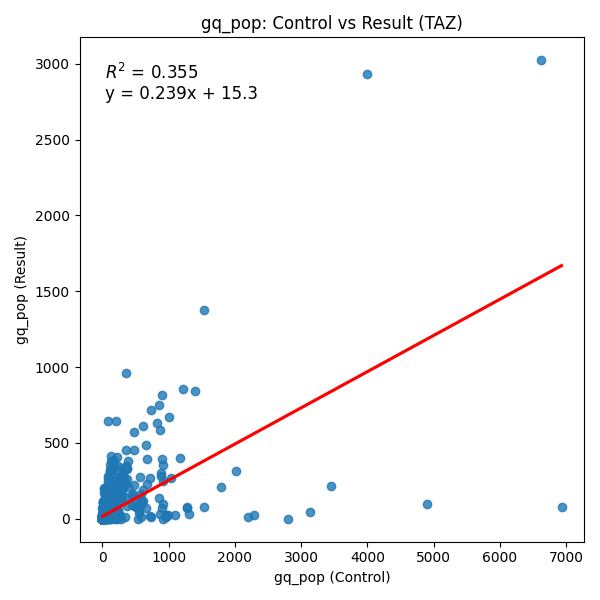 gq_pop: Control vs Result (TAZ)
R² = 0.355
y = 0.239x + 15.3
gq_pop (Result)
3000
2500
2000
1500
1000
500
0
0 1000 2000 3000 4000 5000 6000 7000
gq_pop (Control)